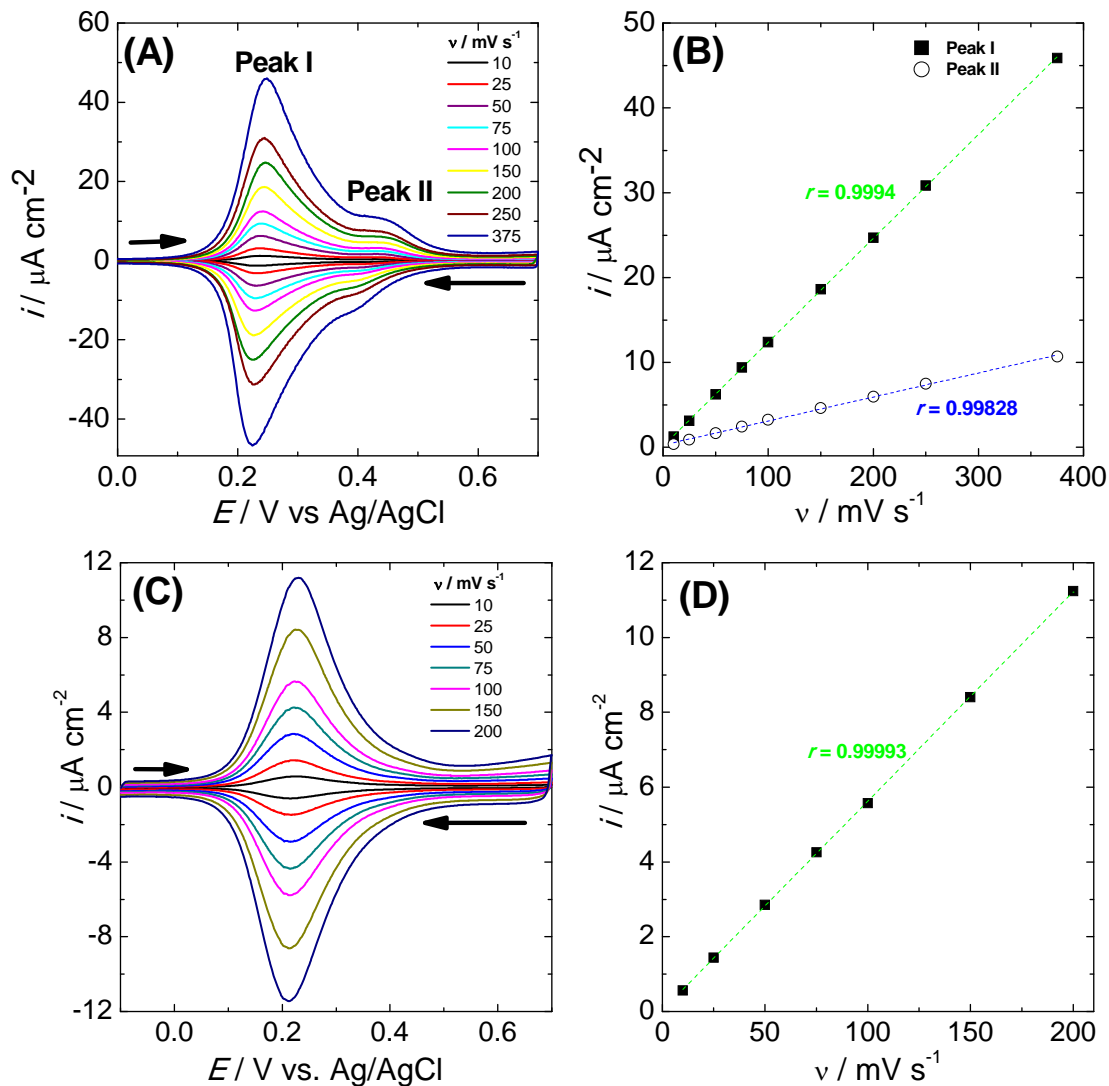 (A)
Peak I
Peak II
ν / mV s⁻¹
10
25
50
75
100
150
200
250
375
60
40
20
0
-20
-40
0.0 0.2 0.4 0.6
i / μA cm-2
E / V vs Ag/AgCl
(B)
Peak I
Peak II
r = 0.9994
r = 0.99828
50
40
30
20
10
0
0 100 200 300 400
i / μA cm-2
ν / mV s⁻¹
(C)
ν / mV s⁻¹
10
25
50
75
100
150
200
12
8
4
0
-4
-8
-12
0.0 0.2 0.4 0.6
i / μA cm⁻²
E / V vs. Ag/AgCl
(D)
r = 0.99993
12
10
8
6
4
2
0
0 50 100 150 200
i / μA cm⁻²
ν / mV s⁻¹